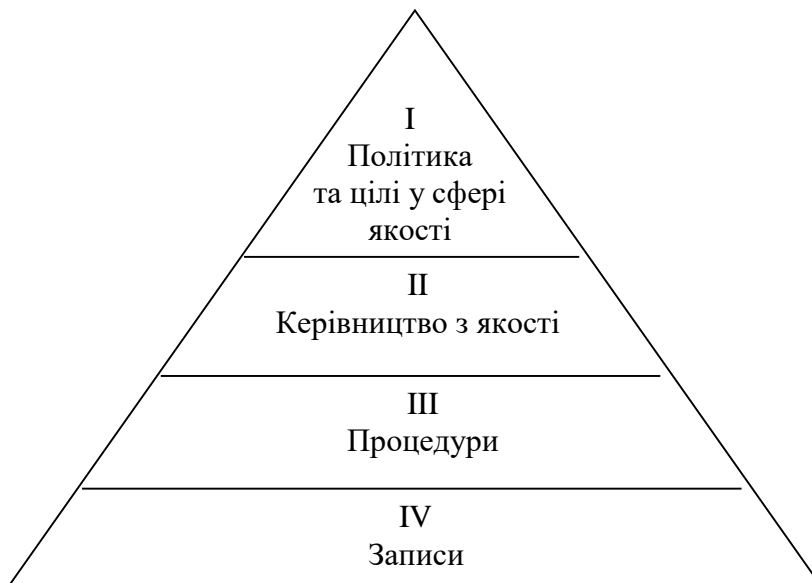 I
Політика
та цілі у сфері
якості
II
Керівництво з якості
III
Процедури
IV
Записи